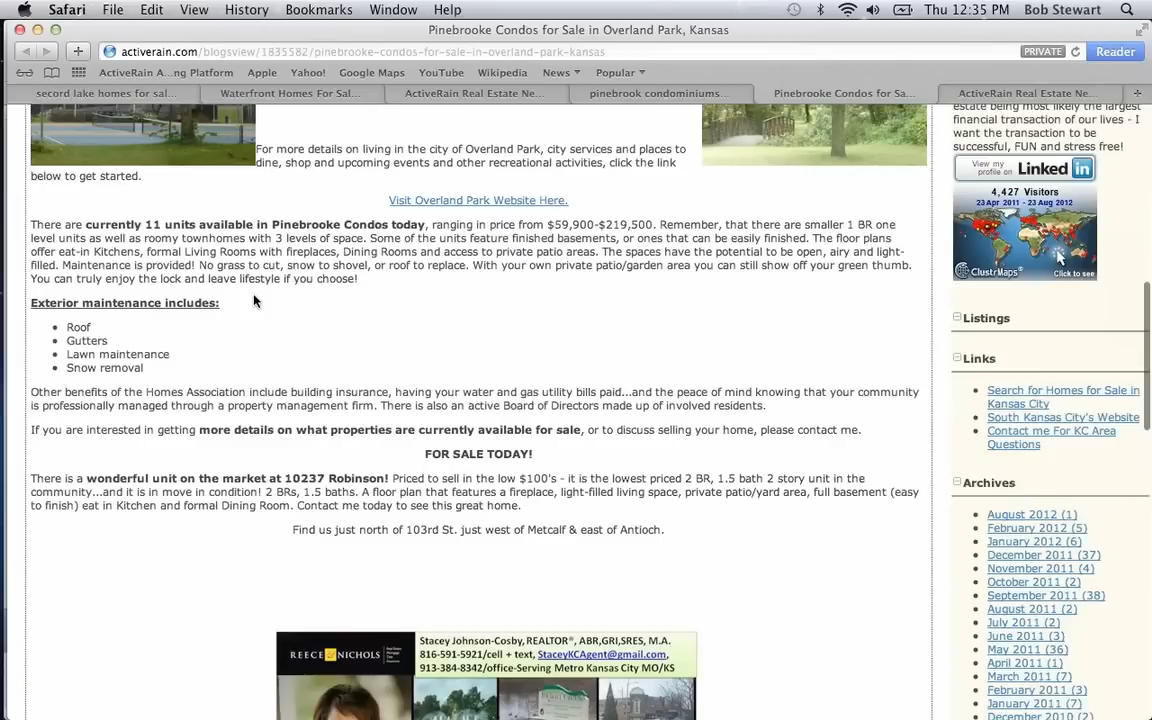 Safari File Edit View History Bookmarks Window Help Thu 12:35 PM Bob Stewart
Pinebrooke Condos for Sale in Overland Park, Kansas
activerain.com/blogsview/1835582/pinebrooke-condos-for-sale-in-overland-park-kansas PRIVATE Reader
ActiveRain A...ng Platform Apple Yahoo! Google Maps YouTube Wikipedia News Popular
secord lake homes for sal... Waterfront Homes For Sal... ActiveRain Real Estate Ne... pinebrook condominiums... Pinebrooke Condos for Sa... ActiveRain Real Estate Ne...
For more details on living in the city of Overland Park, city services and places to
dine, shop and upcoming events and other recreational activities, click the link
below to get started.
Visit Overland Park Website Here.
There are currently 11 units available in Pinebrooke Condos today, ranging in price from $59,900-$219,500. Remember, that there are smaller 1 BR one
level units as well as roomy townhomes with 3 levels of space. Some of the units feature finished basements, or ones that can be easily finished. The floor plans
offer eat-in Kitchens, formal Living Rooms with fireplaces, Dining Rooms and access to private patio areas. The spaces have the potential to be open, airy and light-
filled. Maintenance is provided! No grass to cut, snow to shovel, or roof to replace. With your own private patio/garden area you can still show off your green thumb.
You can truly enjoy the lock and leave lifestyle if you choose!
Exterior maintenance includes:
Roof
Gutters
Lawn maintenance
Snow removal
Other benefits of the Homes Association include building insurance, having your water and gas utility bills paid...and the peace of mind knowing that your community
is professionally managed through a property management firm. There is also an active Board of Directors made up of involved residents.
If you are interested in getting more details on what properties are currently available for sale, or to discuss selling your home, please contact me.
FOR SALE TODAY!
There is a wonderful unit on the market at 10237 Robinson! Priced to sell in the low $100's - it is the lowest priced 2 BR, 1.5 bath 2 story unit in the
community...and it is in move in condition! 2 BRs, 1.5 baths. A floor plan that features a fireplace, light-filled living space, private patio/yard area, full basement (easy
to finish) eat in Kitchen and formal Dining Room. Contact me today to see this great home.
Find us just north of 103rd St. just west of Metcalf & east of Antioch.
REECE NICHOLS
Stacey Johnson-Cosby, REALTOR®, ABR,GRI,SRES, M.A.
816-591-5921/cell + text, StaceyKCAgent@gmail.com,
913-384-8342/office-Serving Metro Kansas City MO/KS
estate being most likely the largest
financial transaction of our lives - I
want the transaction to be
successful, FUN and stress free!
View my
profile on Linked in
4,427 Visitors
23 Apr 2011 - 23 Aug 2012
ClustrMaps Click to see
Listings
Links
Search for Homes for Sale in
Kansas City
South Kansas City's Website
Contact me For KC Area
Questions
Archives
August 2012 (1)
February 2012 (5)
January 2012 (6)
December 2011 (37)
November 2011 (4)
October 2011 (2)
September 2011 (38)
August 2011 (2)
July 2011 (2)
June 2011 (3)
May 2011 (36)
April 2011 (1)
March 2011 (7)
February 2011 (3)
January 2011 (7)
December 2010 (2)